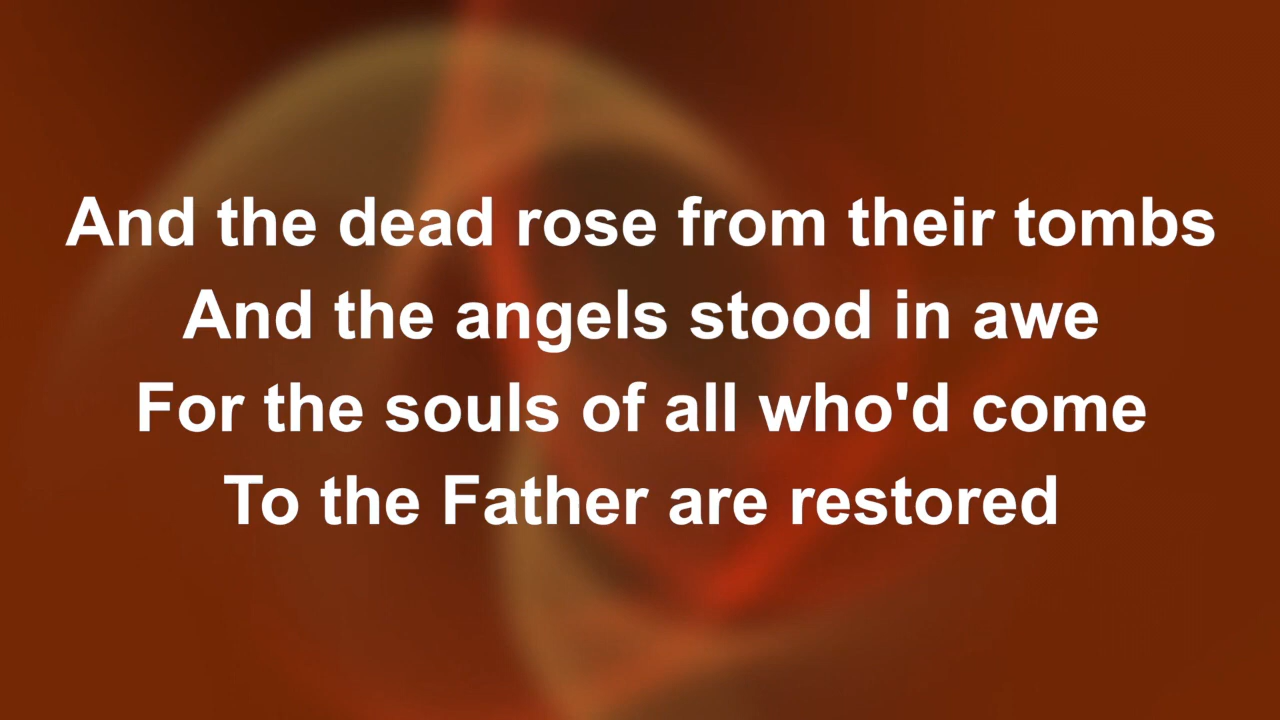 And the dead rose from their tombs
And the angels stood in awe
For the souls of all who'd come
To the Father are restored